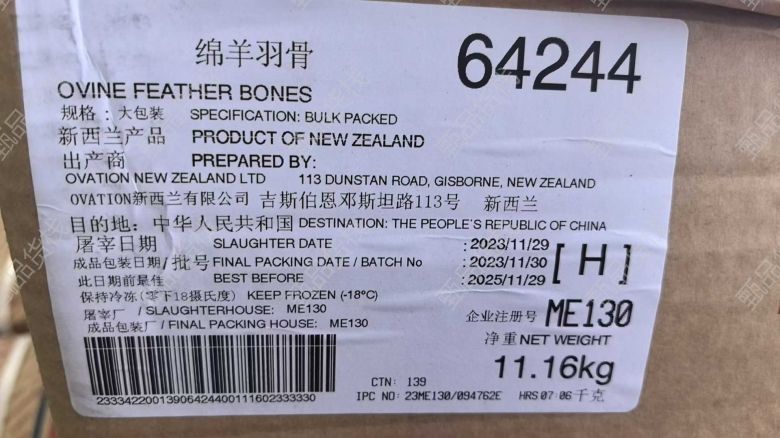 绵羊羽骨
64244
OVINE FEATHER BONES
规格：大包装 SPECIFICATION: BULK PACKED
新西兰产品 PRODUCT OF NEW ZEALAND
出产商 PREPARED BY:
OVATION NEW ZEALAND LTD 113 DUNSTAN ROAD, GISBORNE, NEW ZEALAND
OVATION新西兰有限公司 吉斯伯恩邓斯坦路113号 新西兰
目的地：中华人民共和国 DESTINATION: THE PEOPLE'S REPUBLIC OF CHINA
屠宰日期 SLAUGHTER DATE : 2023/11/29
成品包装日期/批号 FINAL PACKING DATE / BATCH No : 2023/11/30
此日期前最佳 BEST BEFORE : 2025/11/29
[H]
保持冷冻(零下18摄氏度) KEEP FROZEN (-18ºC)
屠宰厂 / SLAUGHTERHOUSE: ME130
成品包装厂 / FINAL PACKING HOUSE: ME130
企业注册号 ME130
净重 NET WEIGHT
11.16kg
千克
23334220013906424400111602333330
CTN: 139
IPC NO: 23ME130/094762E HRS 07:06
甄品货栈